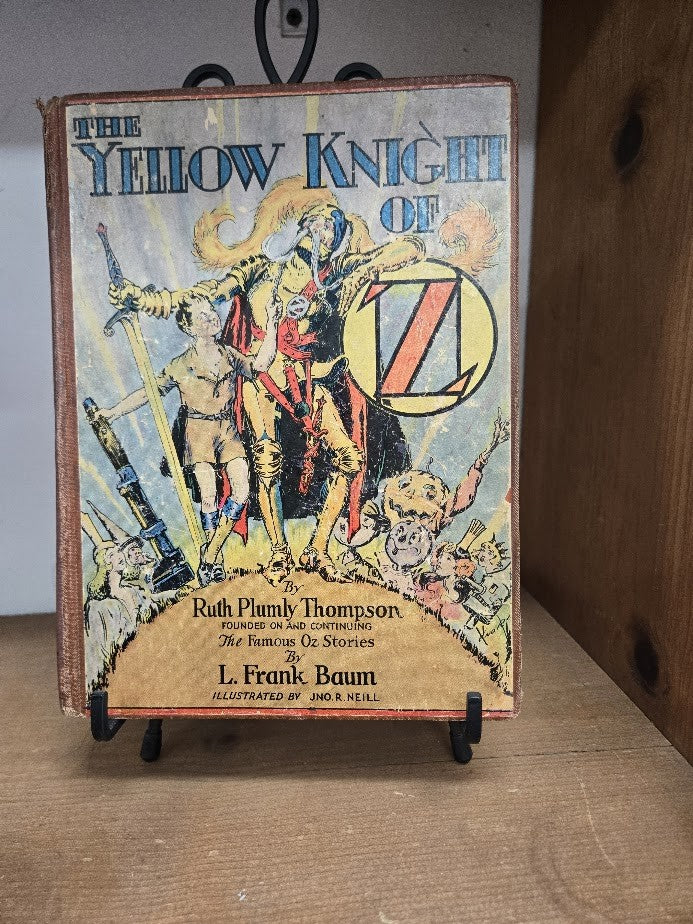 THE
YELLOW KNIGHT
OF
OZ
By
Ruth Plumly Thompson
FOUNDED ON AND CONTINUING
The Famous Oz Stories
By
L. Frank Baum
ILLUSTRATED BY JNO. R. NEILL